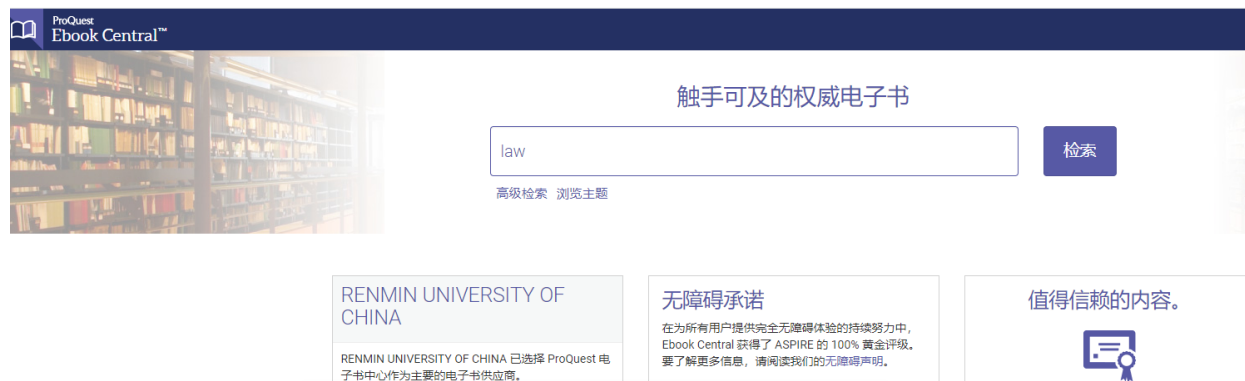 ProQuest
Ebook Central™
触手可及的权威电子书
law
检索
高级检索 浏览主题
RENMIN UNIVERSITY OF
CHINA
RENMIN UNIVERSITY OF CHINA 已选择 ProQuest 电
子书中心作为主要的电子书供应商。
无障碍承诺
在为所有用户提供完全无障碍体验的持续努力中，
Ebook Central 获得了 ASPIRE 的 100% 黄金评级。
要了解更多信息，请阅读我们的无障碍声明。
值得信赖的内容。